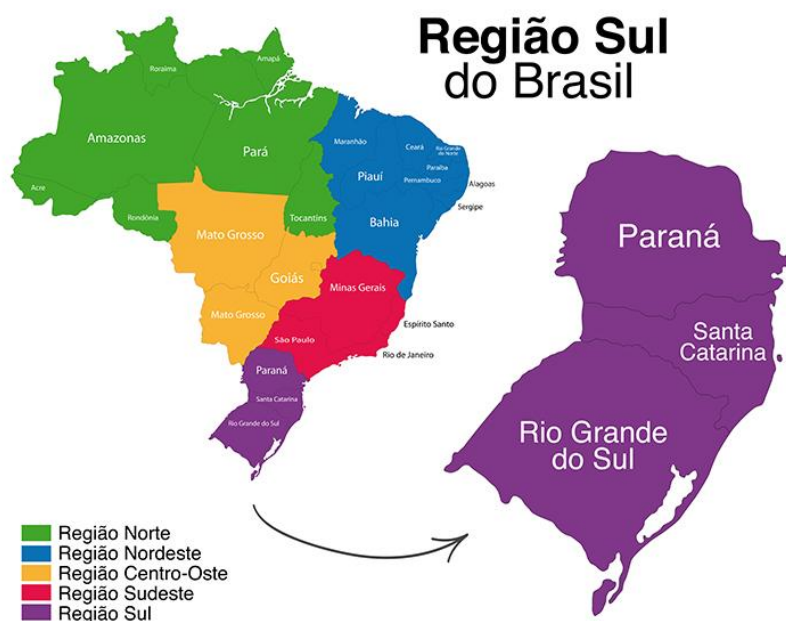 Região Sul
do Brasil
Roraima
Amapá
Amazonas
Pará
Maranhão
Ceará
Rio Grande
do Norte
Piauí
Paraíba
Pernambuco
Acre
Alagoas
Rondônia
Tocantins
Sergipe
Bahia
Mato Grosso
Goiás
Minas Gerais
Mato Grosso
Espírito Santo
São Paulo
Rio de Janeiro
Paraná
Santa Catarina
Rio Grande do Sul
Paraná
Santa
Catarina
Rio Grande
do Sul
Região Norte
Região Nordeste
Região Centro-Oste
Região Sudeste
Região Sul